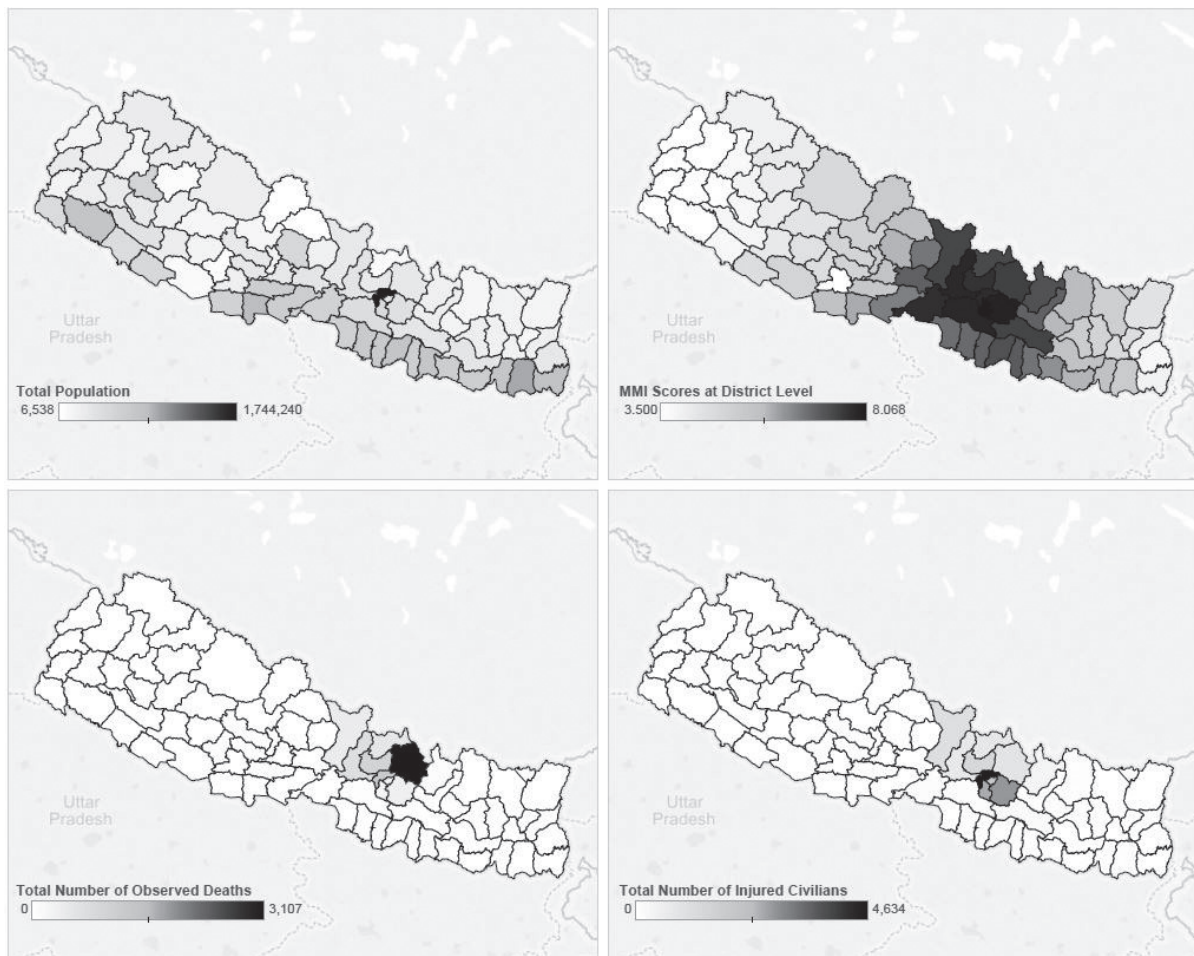 Uttar
Pradesh
Total Population
6,538 1,744,240
Uttar
Pradesh
MMI Scores at District Level
3.500 8.068
Uttar
Pradesh
Total Number of Observed Deaths
0 3,107
Uttar
Pradesh
Total Number of Injured Civilians
0 4,634